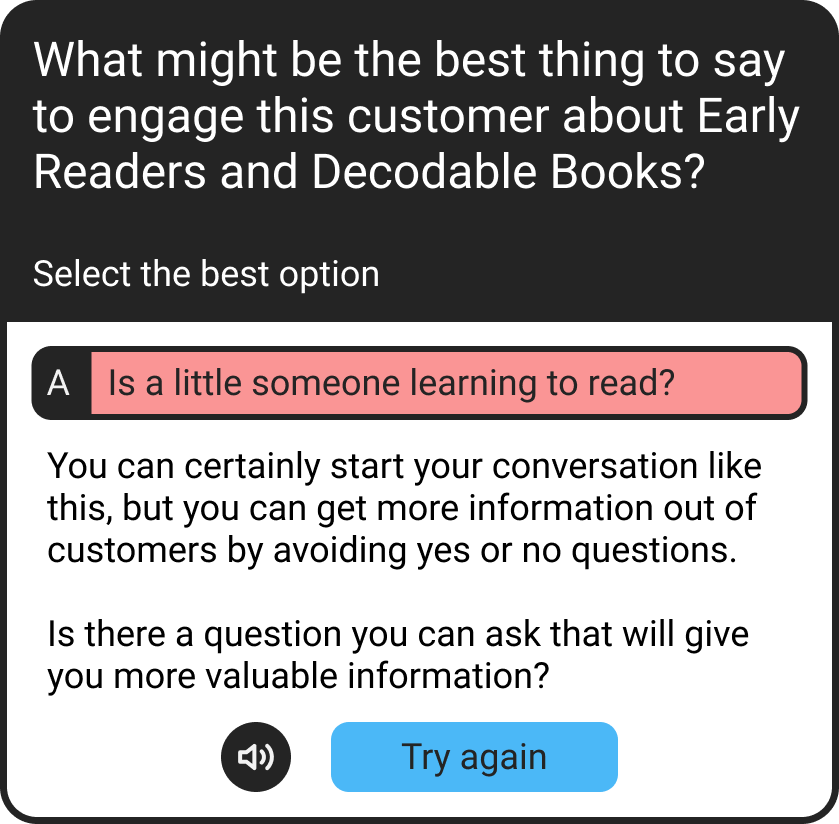 What might be the best thing to say
to engage this customer about Early
Readers and Decodable Books?
Select the best option
A Is a little someone learning to read?
You can certainly start your conversation like
this, but you can get more information out of
customers by avoiding yes or no questions.
Is there a question you can ask that will give
you more valuable information?
Try again